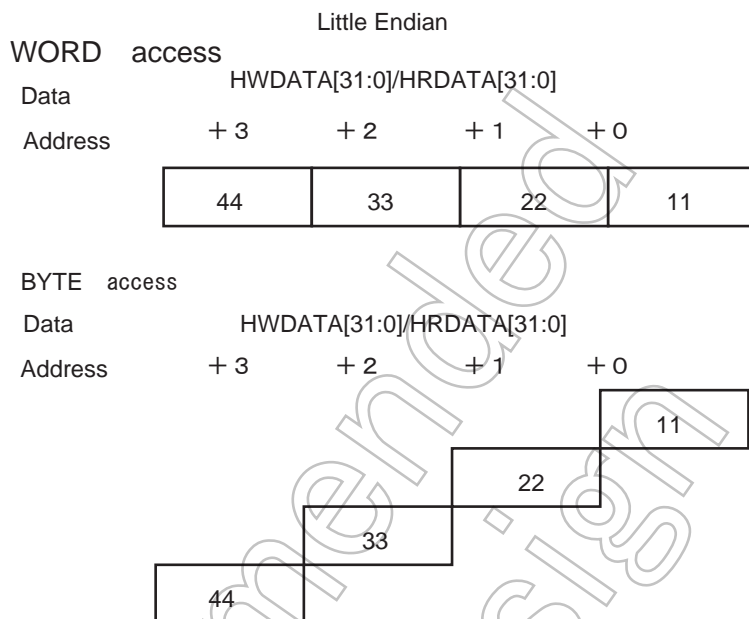 Little Endian
WORD access
Data HWDATA[31:0]/HRDATA[31:0]
Address +3 +2 +1 +0
44 33 22 11
BYTE access
Data HWDATA[31:0]/HRDATA[31:0]
Address +3 +2 +1 +0
11
22
33
44